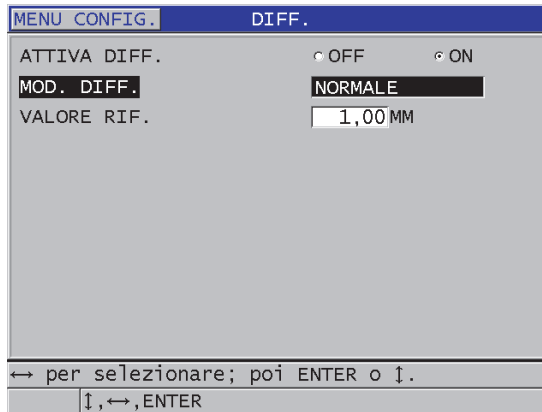 MENU CONFIG. DIFF.
ATTIVA DIFF. OFF ON
MOD. DIFF. NORMALE
VALORE RIF. 1,00 MM
↔ per selezionare; poi ENTER o ↕.
↕,↔,ENTER